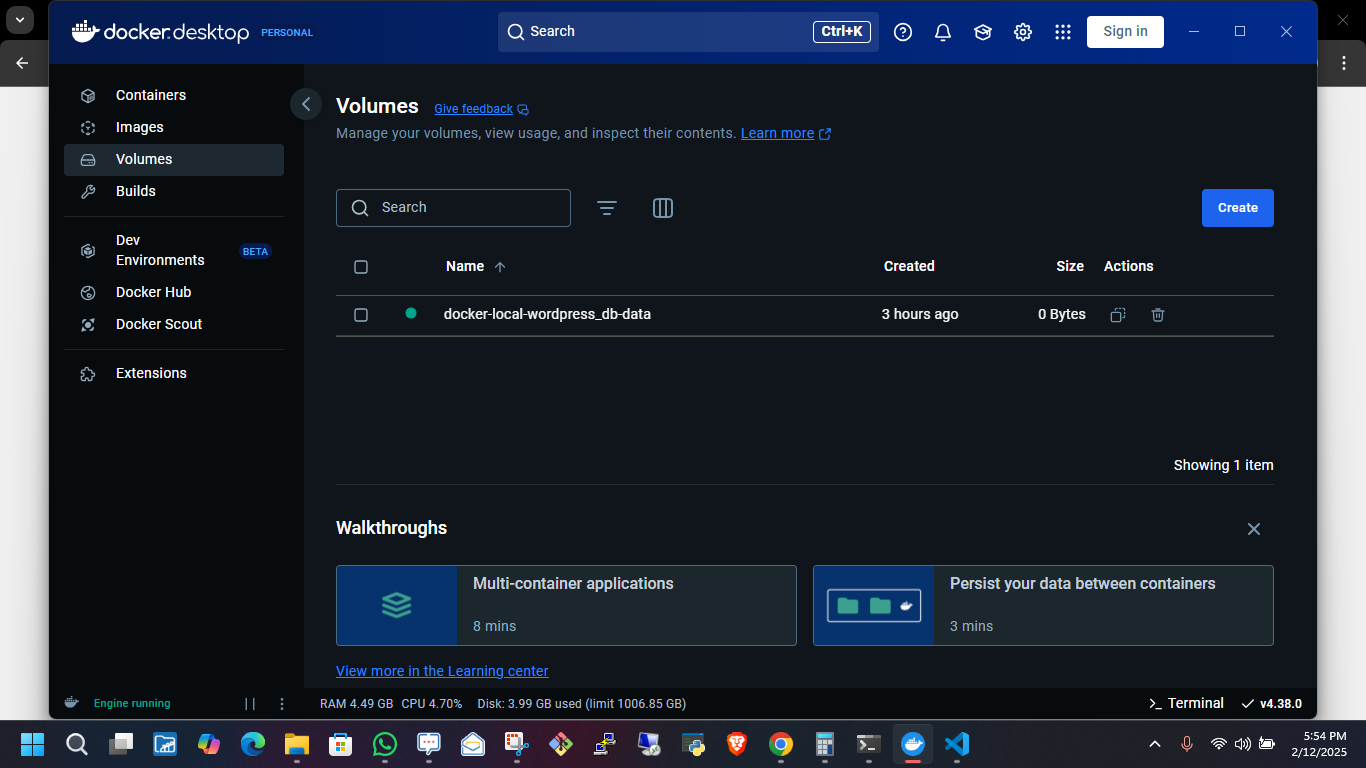 docker.desktop PERSONAL
Search
Ctrl+K
Sign in
Containers
Images
Volumes
Builds
Dev
Environments
BETA
Docker Hub
Docker Scout
Extensions
Volumes
Give feedback
Manage your volumes, view usage, and inspect their contents. Learn more
Search
Create
Name Created Size Actions
docker-local-wordpress_db-data 3 hours ago 0 Bytes
Showing 1 item
Walkthroughs
Multi-container applications
8 mins
Persist your data between containers
3 mins
View more in the Learning center
Engine running
RAM 4.49 GB CPU 4.70% Disk: 3.99 GB used (limit 1006.85 GB)
Terminal
v4.38.0
5:54 PM
2/12/2025